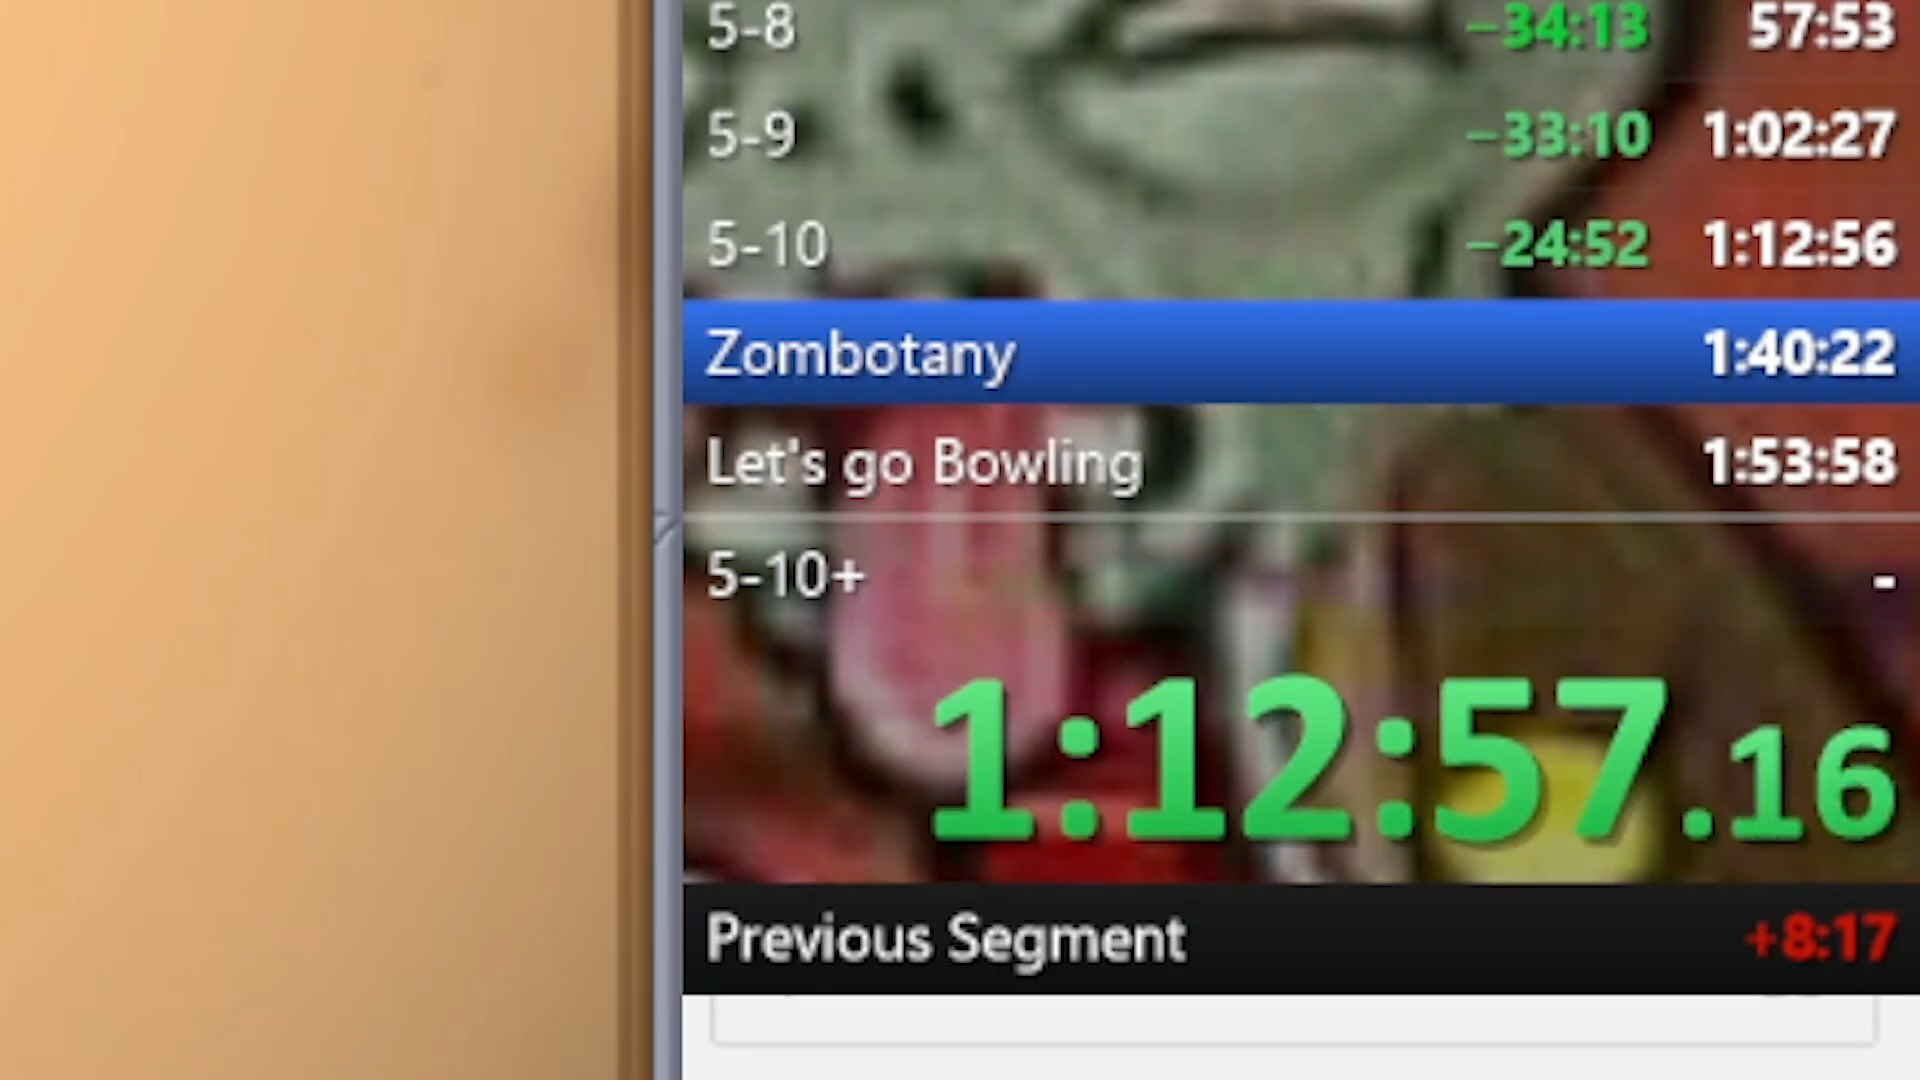 5-8 −34:13 57:53
5-9 −33:10 1:02:27
5-10 −24:52 1:12:56
Zombotany 1:40:22
Let's go Bowling 1:53:58
5-10+ -
1:12:57.16
Previous Segment +8:17